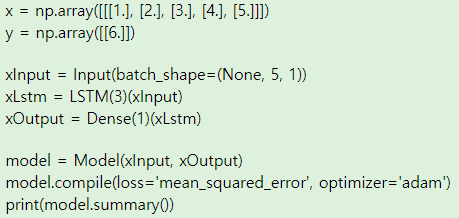 x = np.array([[[1.], [2.], [3.], [4.], [5.]]])
y = np.array([[6.]])
xInput = Input(batch_shape=(None, 5, 1))
xLstm = LSTM(3)(xInput)
xOutput = Dense(1)(xLstm)
model = Model(xInput, xOutput)
model.compile(loss='mean_squared_error', optimizer='adam')
print(model.summary())